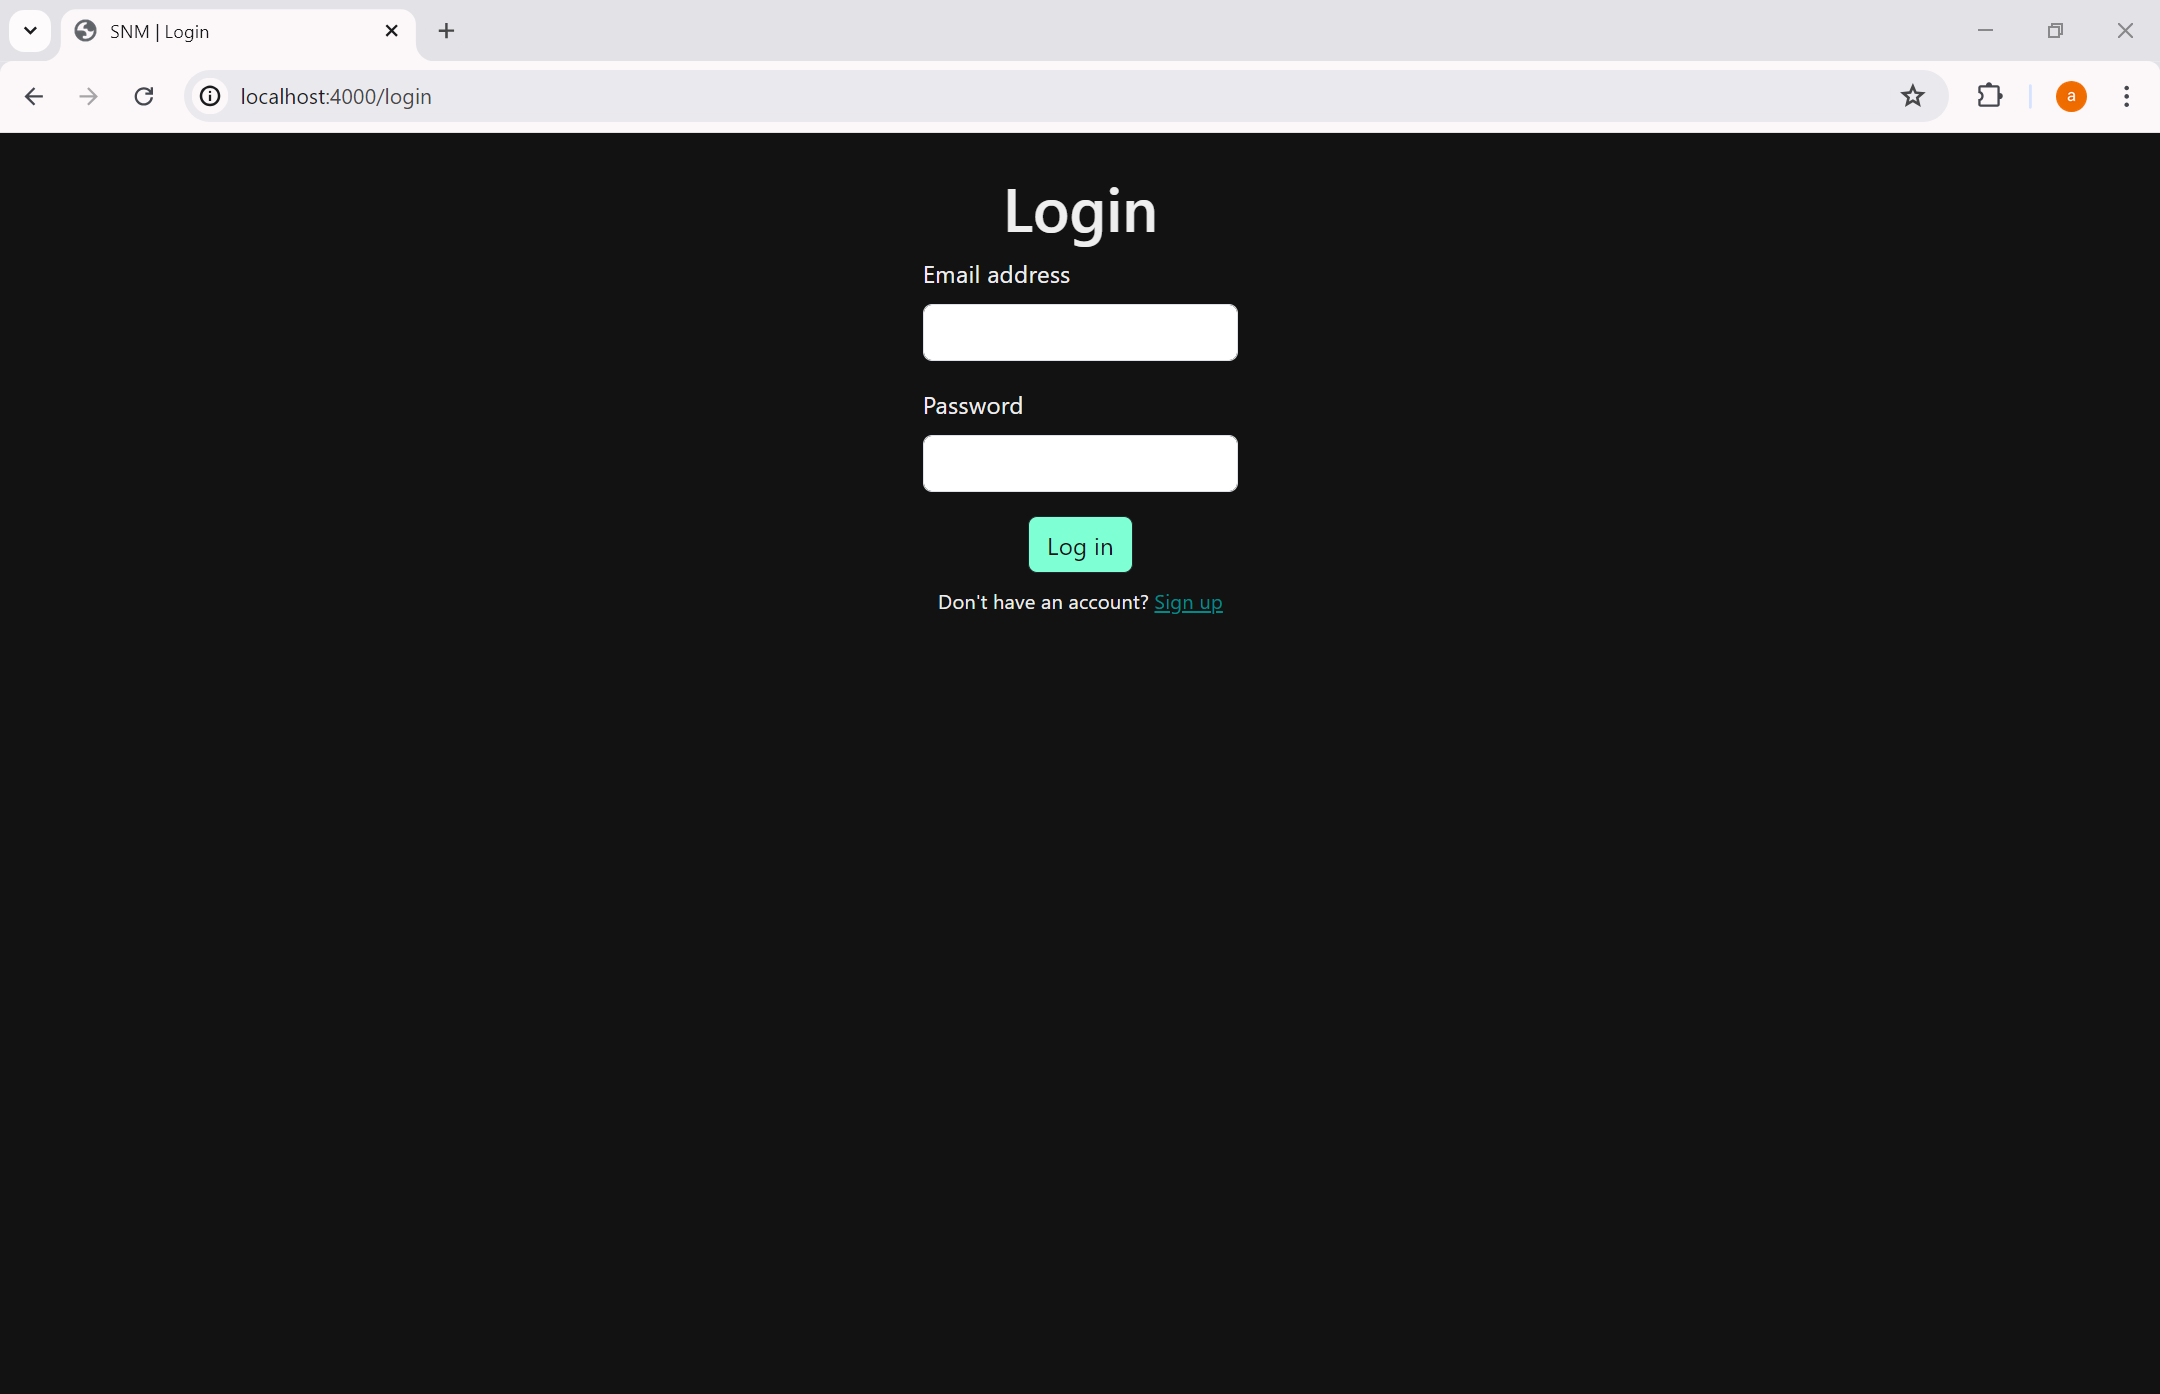 SNM | Login
localhost:4000/login
a
Login
Email address
Password
Log in
Don't have an account? Sign up